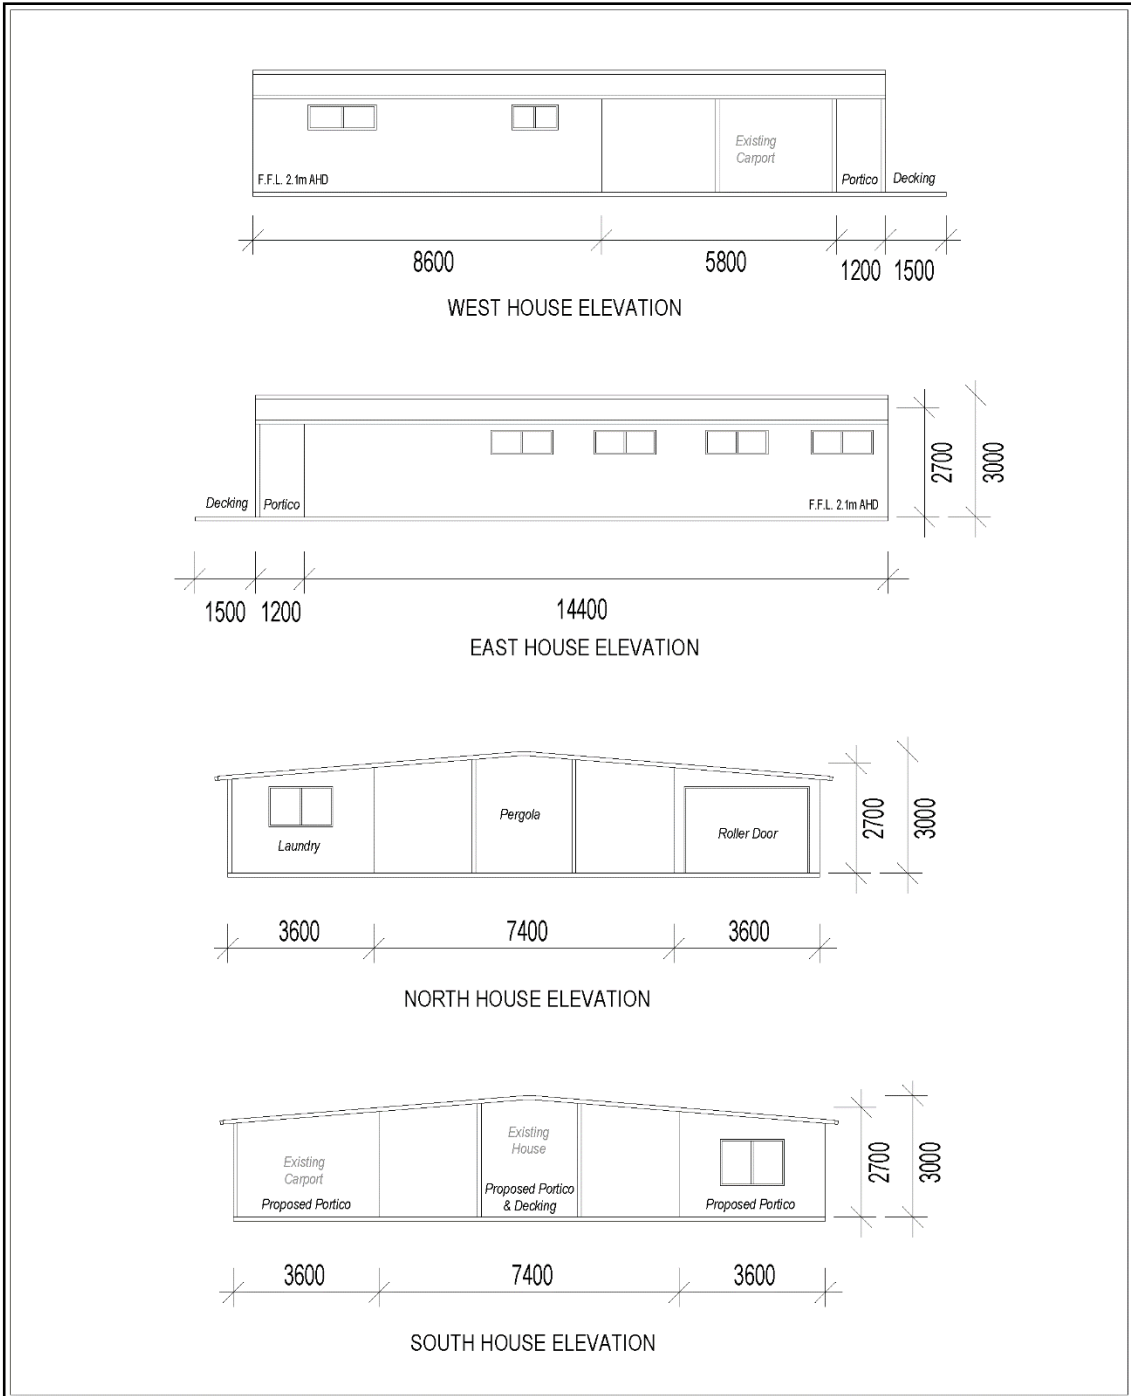 Existing
Carport
F.F.L. 2.1m AHD
Portico
Decking
8600
5800
1200
1500
WEST HOUSE ELEVATION
2700
3000
Decking
Portico
F.F.L. 2.1m AHD
1500
1200
14400
EAST HOUSE ELEVATION
Pergola
Roller Door
Laundry
2700
3000
3600
7400
3600
NORTH HOUSE ELEVATION
Existing
House
Existing
Carport
Proposed Portico
Proposed Portico
& Decking
Proposed Portico
2700
3000
3600
7400
3600
SOUTH HOUSE ELEVATION